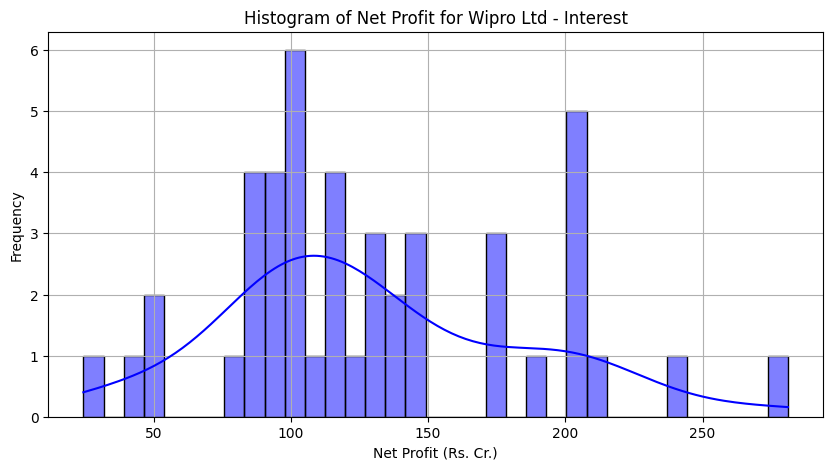 Histogram of Net Profit for Wipro Ltd - Interest
6
5
4
3
2
1
0
Frequency
50 100 150 200 250
Net Profit (Rs. Cr.)